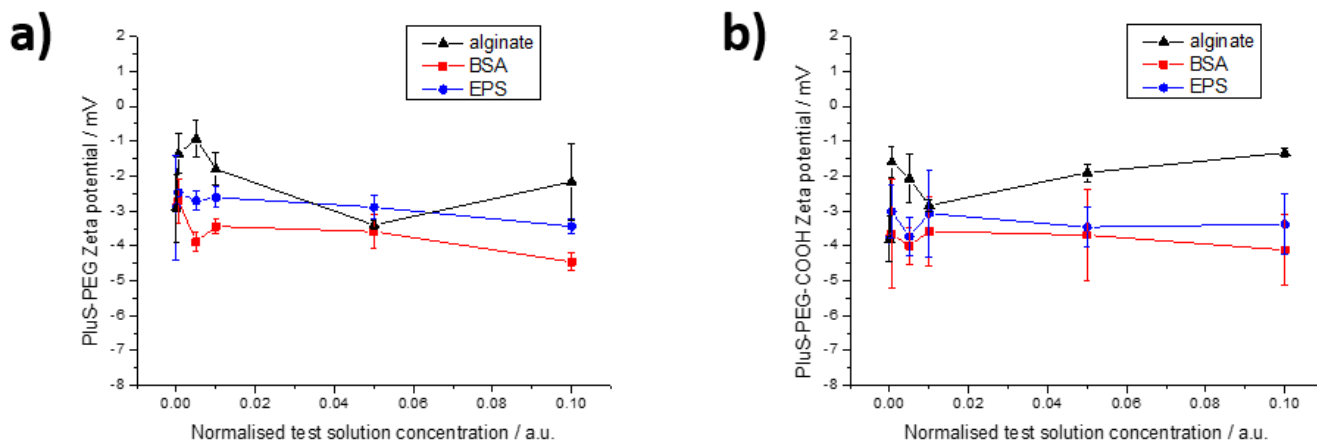 a)
alginate
BSA
EPS
2
1
0
-1
-2
-3
-4
-5
-6
-7
-8
0.00
0.02
0.04
0.06
0.08
0.10
PluS-PEG Zeta potential / mV
Normalised test solution concentration / a.u.
b)
alginate
BSA
EPS
2
1
0
-1
-2
-3
-4
-5
-6
-7
-8
0.00
0.02
0.04
0.06
0.08
0.10
PluS-PEG-COOH Zeta potential / mV
Normalised test solution concentration / a.u.